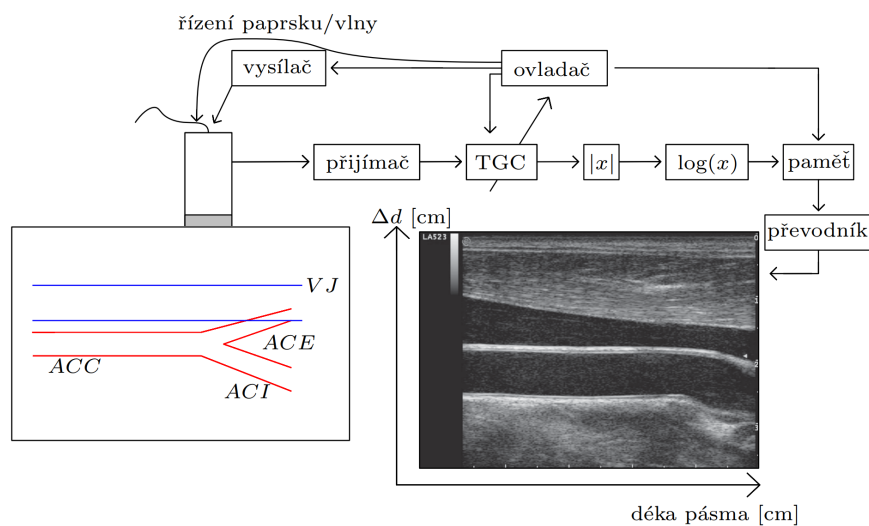 řízení paprsku/vlny
vysílač
ovladač
přijímač
TGC
|x|
log(x)
paměť
Δd [cm]
převodník
LA523
VJ
ACE
ACC
ACI
déka pásma [cm]